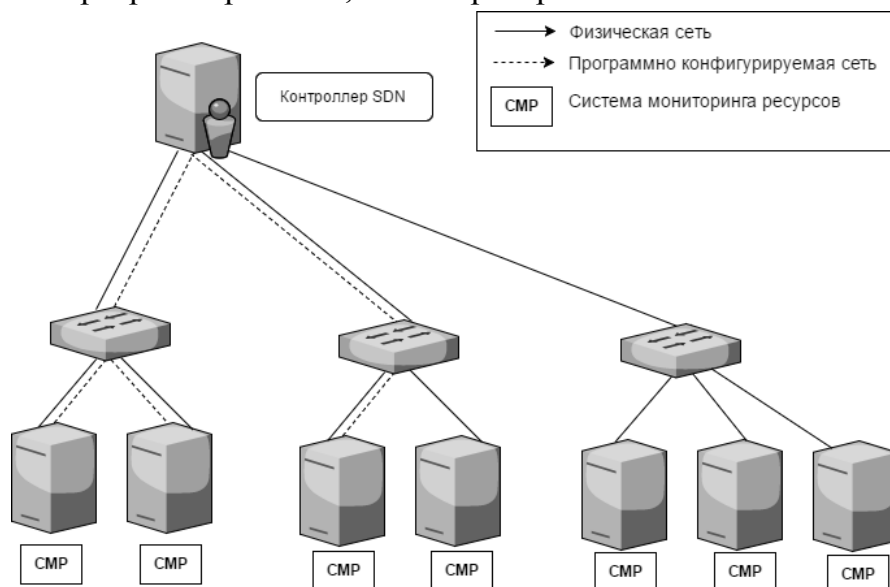 Физическая сеть
Контроллер SDN
Программно конфигурируемая сеть
СМР Система мониторинга ресурсов
СМР СМР СМР СМР СМР СМР СМР